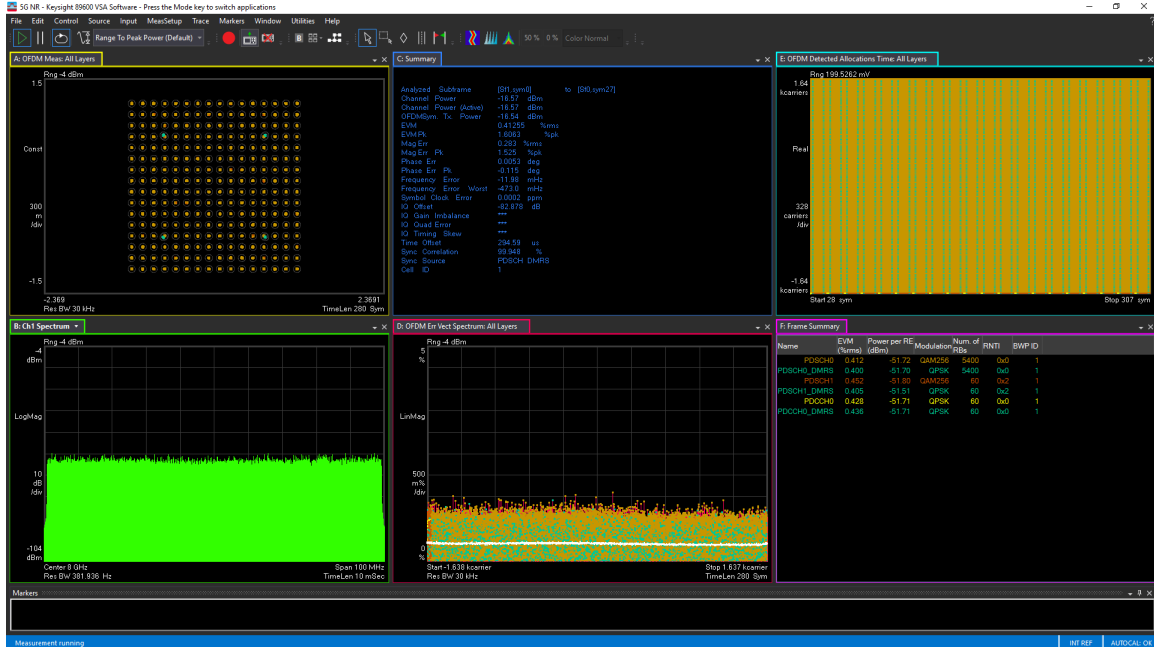 5G NR - Keysight 89600 VSA Software - Press the Mode key to switch applications
File Edit Control Source Input MeasSetup Trace Markers Window Utilities Help
Range To Peak Power (Default) 50 % 0 % Color Normal
A: OFDM Meas: All Layers
Rng -4 dBm
1.5
Const
300
m
/div
-1.5
-2.369 2.3691
Res BW 30 kHz TimeLen 280 Sym
C: Summary
Analyzed Subframe [Sf1,sym0] to [Sf0,sym27]
Channel Power -16.57 dBm
Channel Power (Active) -16.57 dBm
OFDMSym. Tx. Power -16.54 dBm
EVM 0.41255 %rms
EVM Pk 1.6063 %pk
Mag Err 0.283 %rms
Mag Err Pk 1.525 %pk
Phase Err 0.0053 deg
Phase Err Pk -0.115 deg
Frequency Error -11.98 mHz
Frequency Error Worst -473.0 mHz
Symbol Clock Error 0.0002 ppm
IQ Offset -82.878 dB
IQ Gain Imbalance ***
IQ Quad Error ***
IQ Timing Skew ***
Time Offset 294.59 us
Sync Correlation 99.948 %
Sync Source PDSCH DMRS
Cell ID 1
E: OFDM Detected Allocations Time: All Layers
Rng 199.5262 mV
1.64
kcarriers
Real
328
carriers
/div
-1.64
kcarriers
Start 28 sym Stop 307 sym
B: Ch1 Spectrum
Rng -4 dBm
-4
dBm
LogMag
10
dB
/div
-104
dBm
Center 8 GHz Span 100 MHz
Res BW 381.936 Hz TimeLen 10 mSec
D: OFDM Err Vect Spectrum: All Layers
Rng -4 dBm
5
%
LinMag
500
m%
/div
0
%
Start -1.638 kcarrier Stop 1.637 kcarrier
Res BW 30 kHz TimeLen 280 Sym
F: Frame Summary
Name EVM (%rms) Power per RE (dBm) Modulation Num. of RBs RNTI BWP ID
PDSCH0 0.412 -51.72 QAM256 5400 0x0 1
PDSCH0_DMRS 0.400 -51.70 QPSK 5400 0x0 1
PDSCH1 0.452 -51.80 QAM256 60 0x2 1
PDSCH1_DMRS 0.405 -51.51 QPSK 60 0x2 1
PDCCH0 0.428 -51.71 QPSK 60 0x0 1
PDCCH0_DMRS 0.436 -51.71 QPSK 60 0x0 1
Markers
Measurement running INT REF AUTOCAL: OK